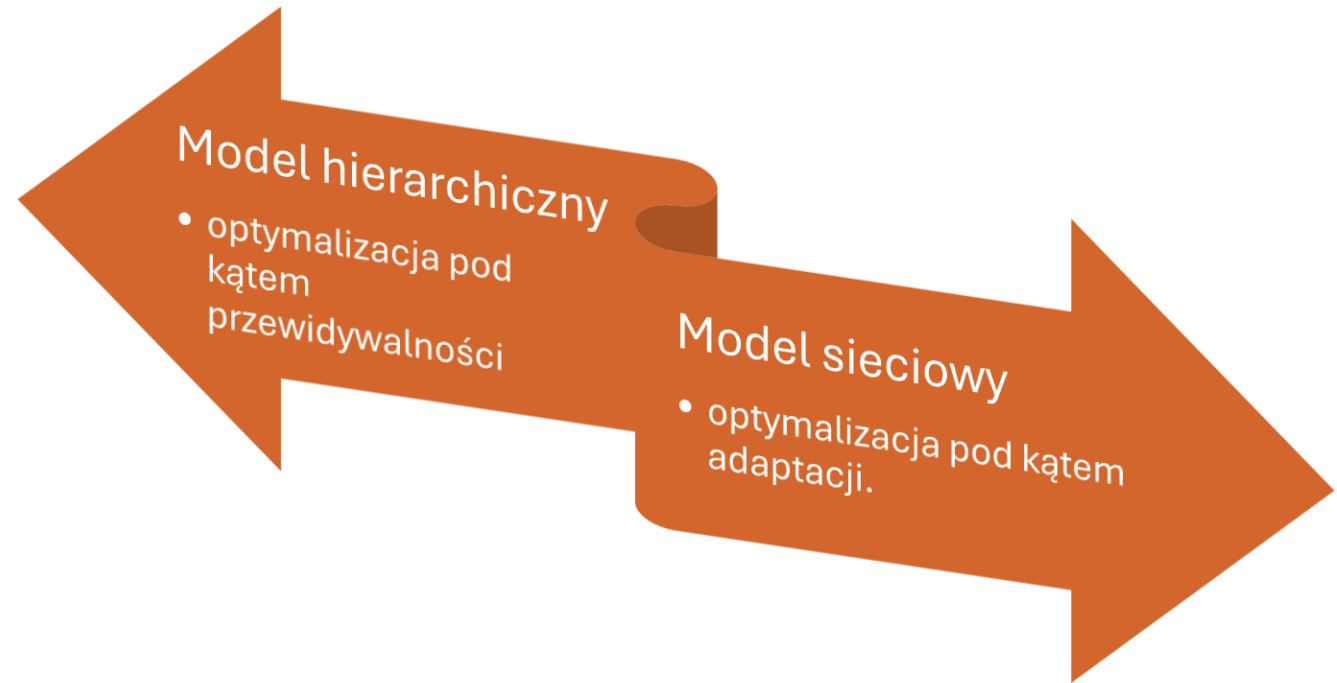 Model hierarchiczny
• optymalizacja pod
kątem
przewidywalności
Model sieciowy
• optymalizacja pod kątem
adaptacji.